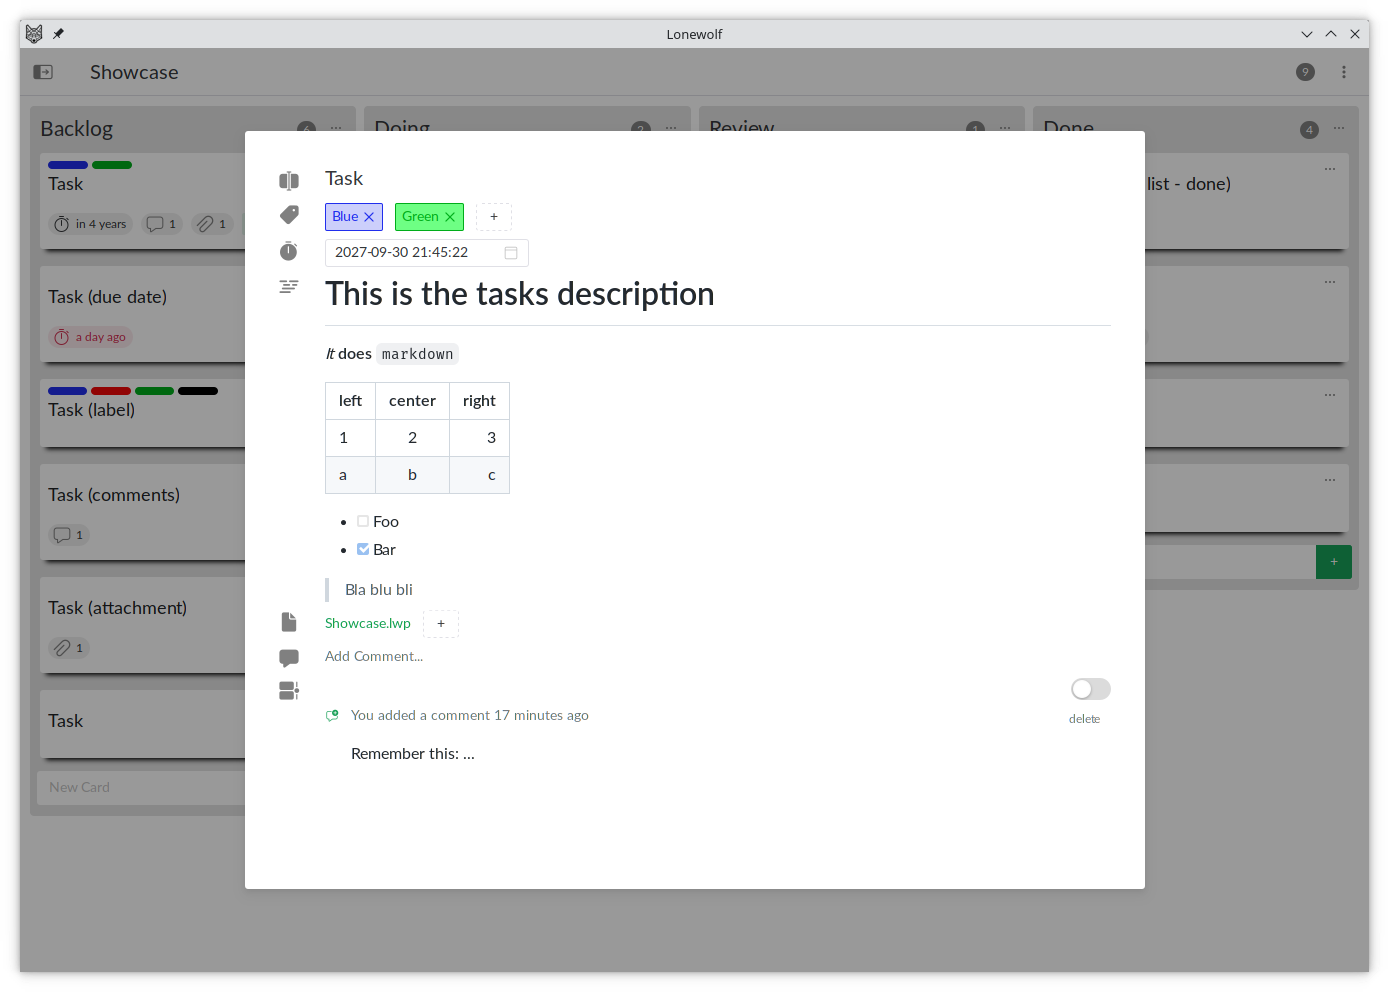 Lonewolf
Showcase
9
Backlog
6
Doing
2
Review
1
Done
4
Task
in 4 years
1
1
Task (due date)
a day ago
Task (label)
Task (comments)
1
Task (attachment)
1
Task
New Card
list - done)
+
Task
Blue
Green
+
2027-09-30 21:45:22
This is the tasks description
It does markdown
left center right
1 2 3
a b c
Foo
Bar
Bla blu bli
Showcase.lwp
+
Add Comment...
You added a comment 17 minutes ago
delete
Remember this: ...